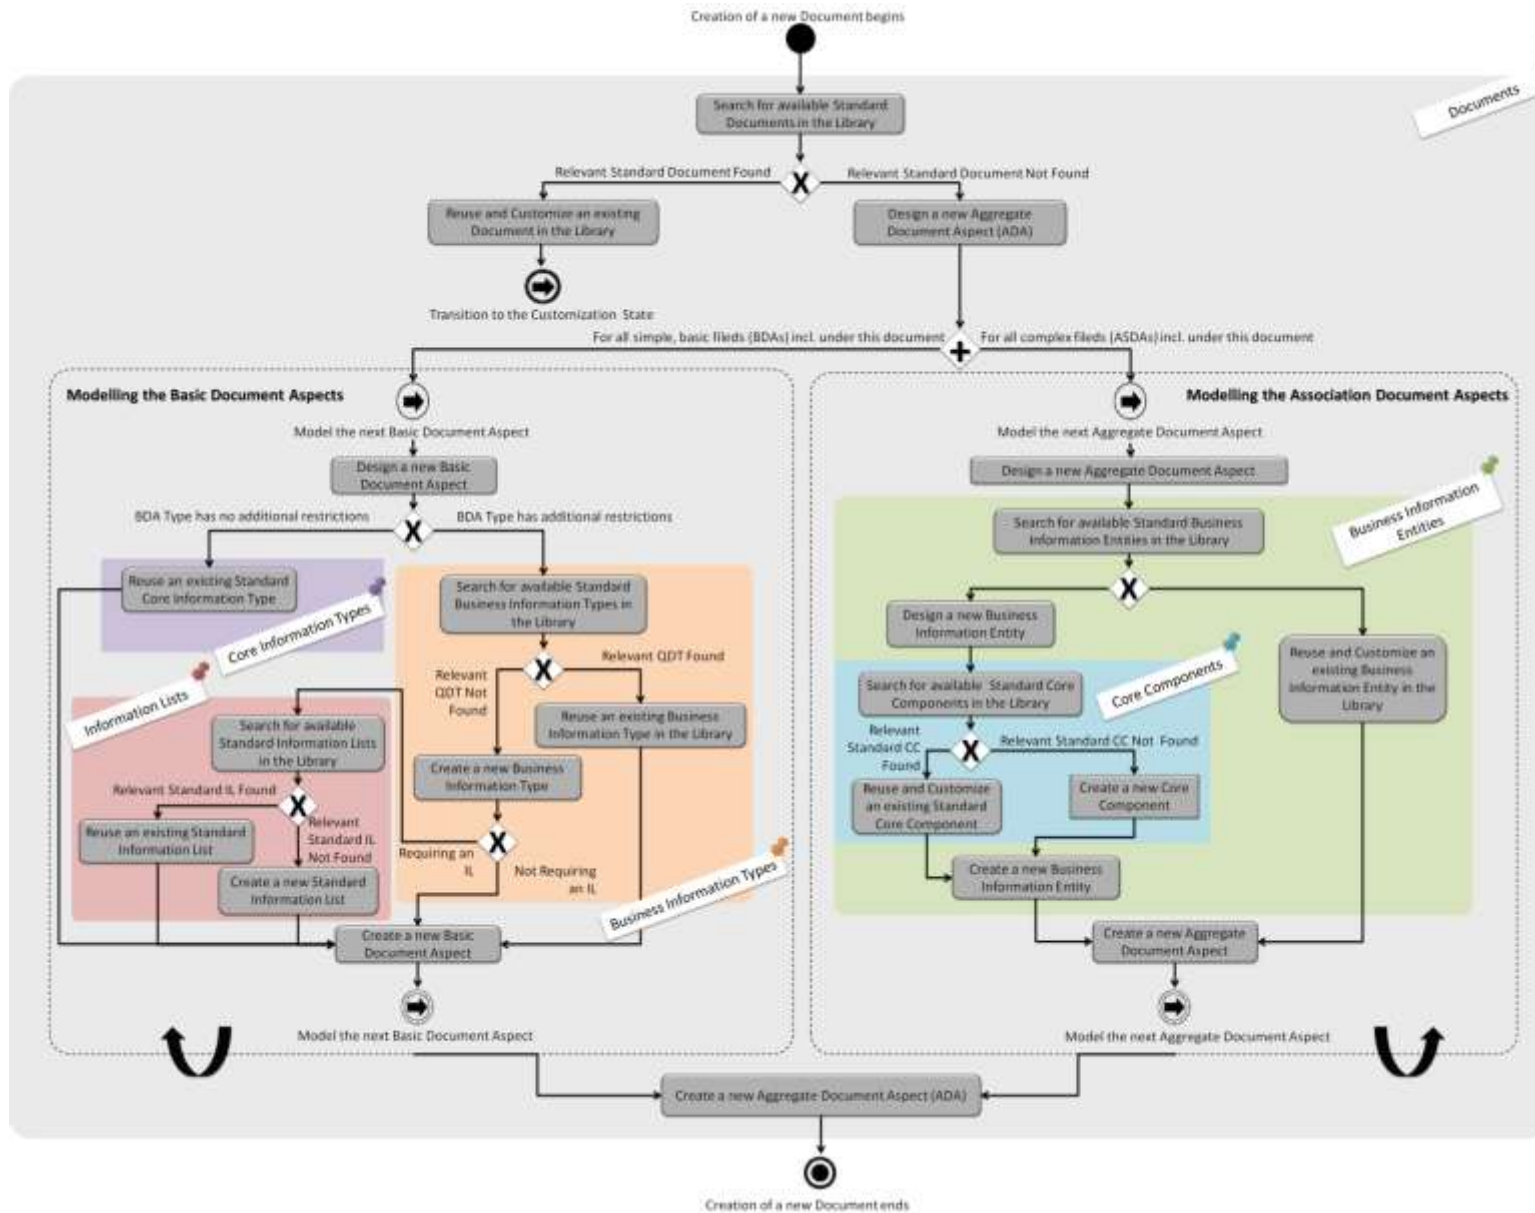 Creation of a new Document begins
Documents
Search for available Standard
Documents in the Library
Relevant Standard Document Found
X
Relevant Standard Document Not Found
Reuse and Customize an existing
Document in the Library
Design a new Aggregate
Document Aspect (ADA)
Transition to the Customization State
For all simple, basic fileds (BDAs) incl. under this document
+
For all complex fileds (ASDAs) incl. under this document
Modelling the Basic Document Aspects
Model the next Basic Document Aspect
Design a new Basic
Document Aspect
BDA Type has no additional restrictions
X
BDA Type has additional restrictions
Reuse an existing Standard
Core Information Type
Core Information Types
Search for available Standard
Business Information Types in
the Library
X
Relevant QDT Found
Relevant
QDT Not
Found
Information Lists
Search for available
Standard Information Lists
in the Library
Reuse an existing Business
Information Type in the Library
Create a new Business
Information Type
Relevant Standard IL Found
X
Relevant
Standard IL
Not Found
Reuse an existing Standard
Information List
Create a new Standard
Information List
X
Requiring an
IL
Not Requiring
an IL
Business Information Types
Create a new Basic
Document Aspect
Model the next Basic Document Aspect
Modelling the Association Document Aspects
Model the next Aggregate Document Aspect
Design a new Aggregate Document Aspect
Business Information
Entities
Search for available Standard Business
Information Entities in the Library
X
Design a new Business
Information Entity
Reuse and Customize an
existing Business
Information Entity in the
Library
Core Components
Search for available Standard Core
Components in the Library
Relevant
Standard CC
Found
X
Relevant Standard CC Not Found
Reuse and Customize
an existing Standard
Core Component
Create a new Core
Component
Create a new Business
Information Entity
Create a new Aggregate
Document Aspect
Model the next Aggregate Document Aspect
Create a new Aggregate Document Aspect (ADA)
Creation of a new Document ends